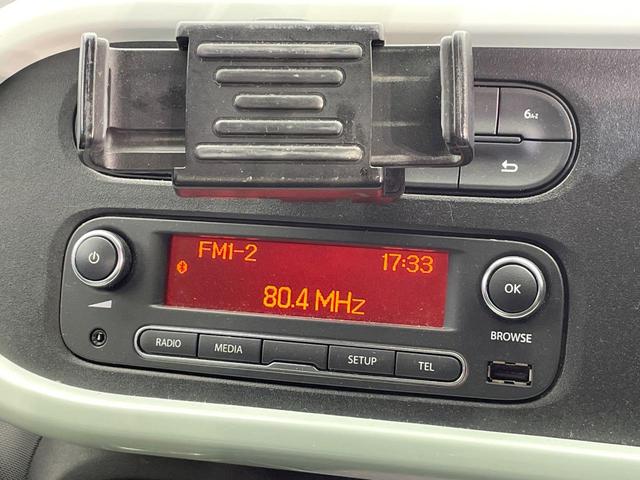 6 A-Z
FM1-2 17:33
80.4 MHz
OK
BROWSE
RADIO MEDIA SETUP TEL